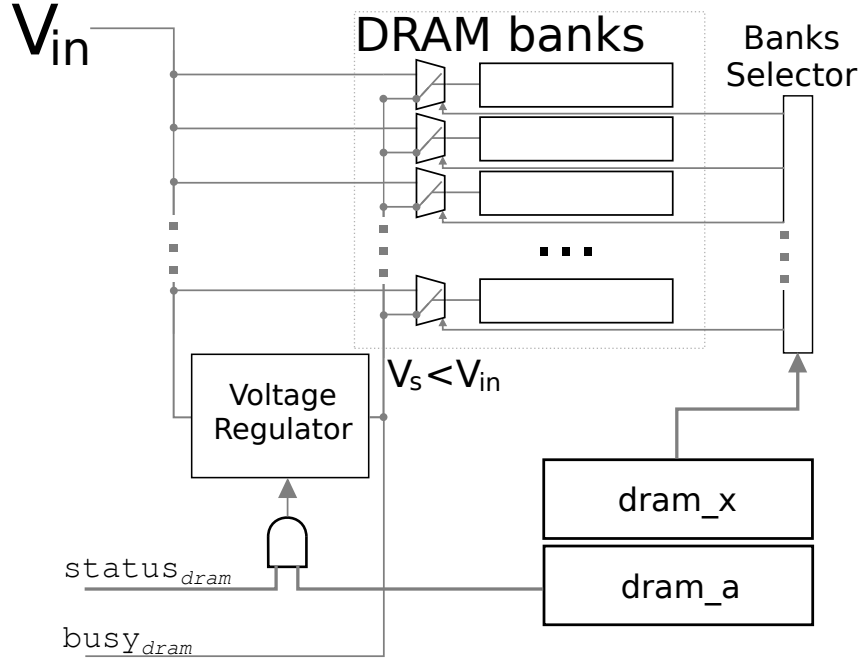 Vin
DRAM banks
Banks
Selector
Vs<Vin
Voltage
Regulator
dram_x
statusdram
dram_a
busydram